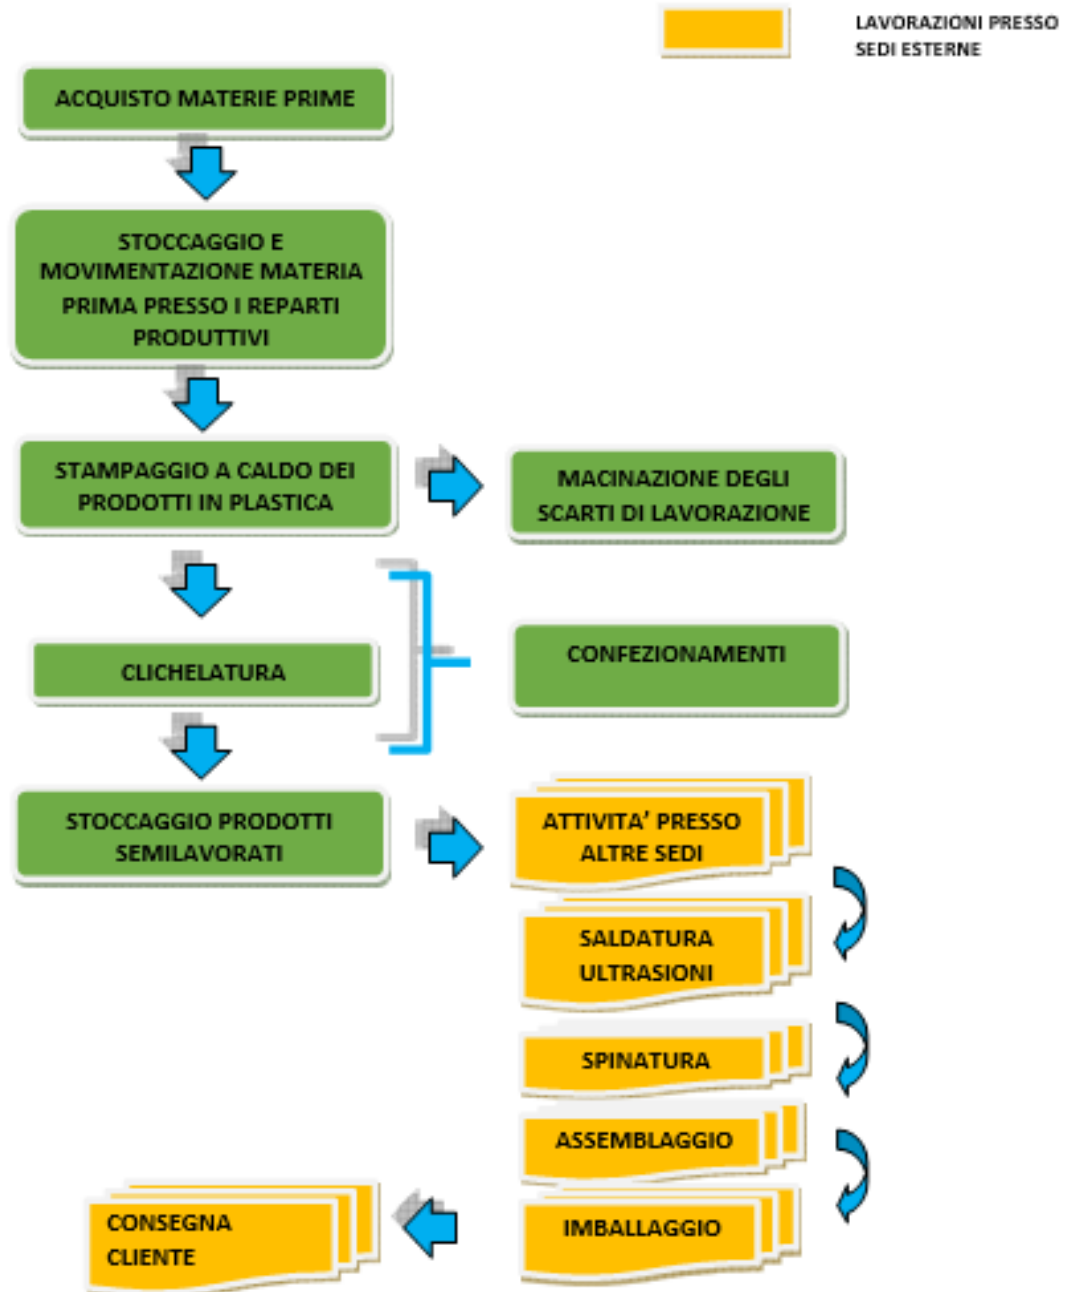 LAVORAZIONI PRESSO
SEDI ESTERNE
ACQUISTO MATERIE PRIME
STOCCAGGIO E
MOVIMENTAZIONE MATERIA
PRIMA PRESSO I REPARTI
PRODUTTIVI
STAMPAGGIO A CALDO DEI
PRODOTTI IN PLASTICA
MACINAZIONE DEGLI
SCARTI DI LAVORAZIONE
CLICHELATURA
CONFEZIONAMENTI
STOCCAGGIO PRODOTTI
SEMILAVORATI
ATTIVITA’ PRESSO
ALTRE SEDI
SALDATURA
ULTRASIONI
SPINATURA
ASSEMBLAGGIO
IMBALLAGGIO
CONSEGNA
CLIENTE